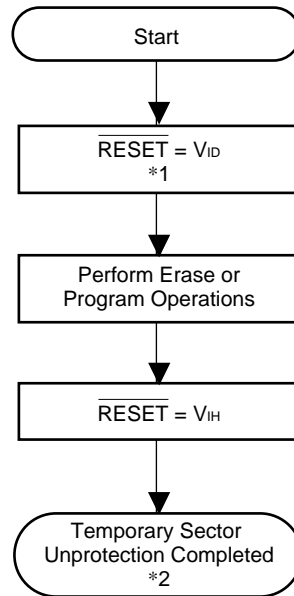 Start
RESET = VID
*1
Perform Erase or
Program Operations
RESET = VIH
Temporary Sector
Unprotection Completed
*2